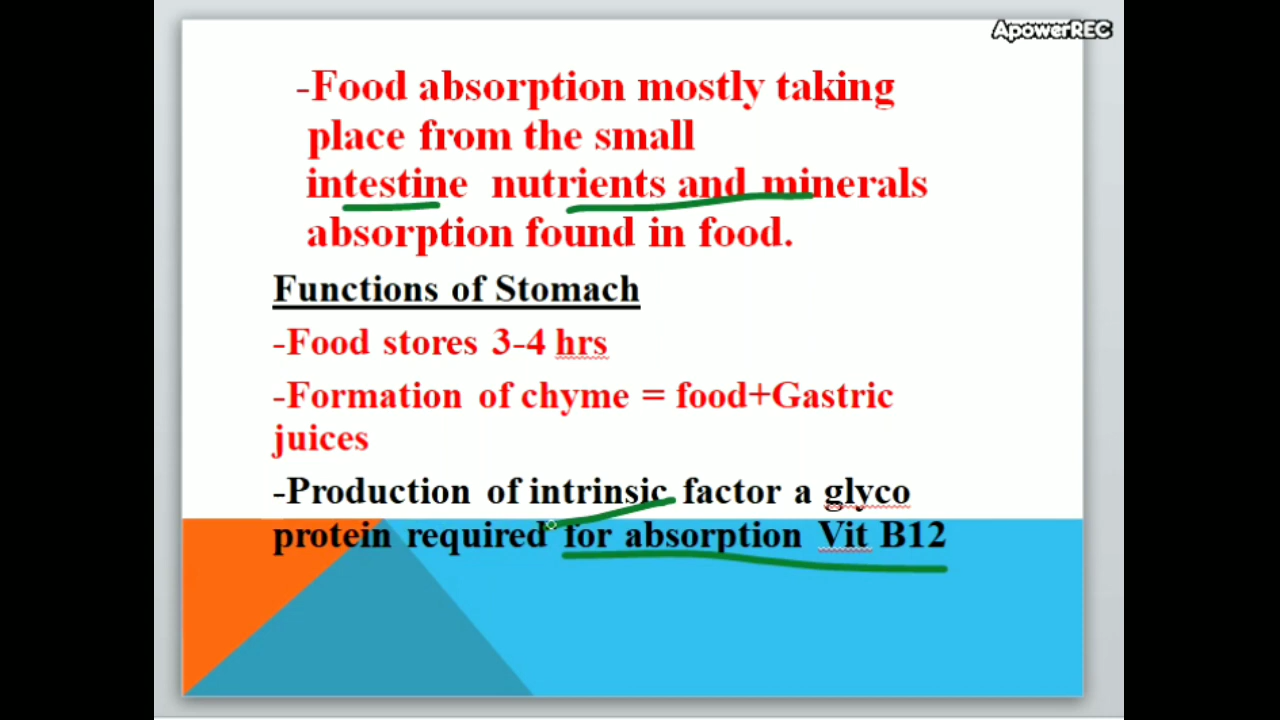 ApowerREC
-Food absorption mostly taking
place from the small
intestine nutrients and minerals
absorption found in food.
Functions of Stomach
-Food stores 3-4 hrs
-Formation of chyme = food+Gastric
juices
-Production of intrinsic factor a glyco
protein required for absorption Vit B12